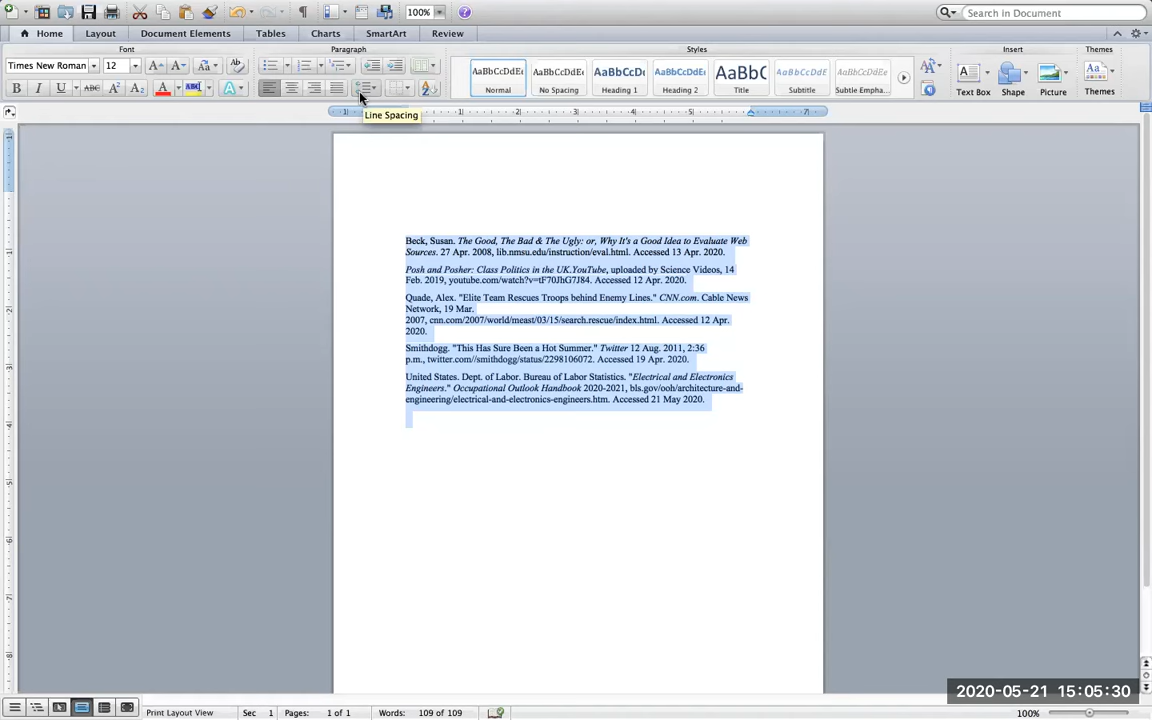 100%
Search in Document
Home Layout Document Elements Tables Charts SmartArt Review
Font Paragraph Styles Insert Themes
Times New Roman 12
AaBbCcDdEe AaBbCcDdEe AaBbCcDc AaBbCcDdEe AaBbC AaBbCcDdEe AaBbCcDdEe
Normal No Spacing Heading 1 Heading 2 Title Subtitle Subtle Empha...
Text Box Shape Picture Themes
Line Spacing
Beck, Susan. The Good, The Bad & The Ugly: or, Why It's a Good Idea to Evaluate Web
Sources. 27 Apr. 2008, lib.nmsu.edu/instruction/eval.html. Accessed 13 Apr. 2020.
Posh and Posher: Class Politics in the UK.YouTube, uploaded by Science Videos, 14
Feb. 2019, youtube.com/watch?v=tF70JhG7J84. Accessed 12 Apr. 2020.
Quade, Alex. "Elite Team Rescues Troops behind Enemy Lines." CNN.com. Cable News
Network, 19 Mar.
2007, cnn.com/2007/world/meast/03/15/search.rescue/index.html. Accessed 12 Apr.
2020.
Smithdogg. "This Has Sure Been a Hot Summer." Twitter 12 Aug. 2011, 2:36
p.m., twitter.com//smithdogg/status/2298106072. Accessed 19 Apr. 2020.
United States. Dept. of Labor. Bureau of Labor Statistics. "Electrical and Electronics
Engineers." Occupational Outlook Handbook 2020-2021, bls.gov/ooh/architecture-and-
engineering/electrical-and-electronics-engineers.htm. Accessed 21 May 2020.
2020-05-21 15:05:30
Print Layout View Sec 1 Pages: 1 of 1 Words: 109 of 109 100%